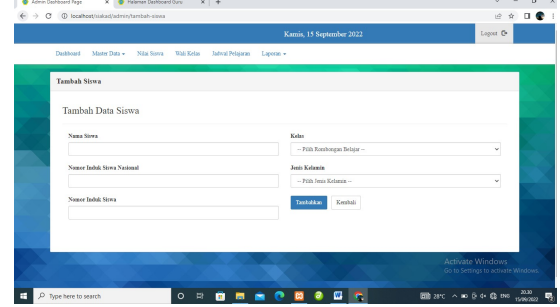 Admin Dashboard Page
Halaman Dashboard Guru
localhost/siakad/admin/tambah-siswa
Kamis, 15 September 2022
Logout
Dashboard Master Data Nilai Siswa Wali Kelas Jadwal Pelajaran Laporan
Tambah Siswa
Tambah Data Siswa
Nama Siswa
Kelas
-- Pilih Rombongan Belajar --
Nomor Induk Siswa Nasional
Jenis Kelamin
-- Pilih Jenis Kelamin --
Nomor Induk Siswa
Tambahkan Kembali
Activate Windows
Go to Settings to activate Windows.
Type here to search
28°C
ENG
20.30
15/09/2022